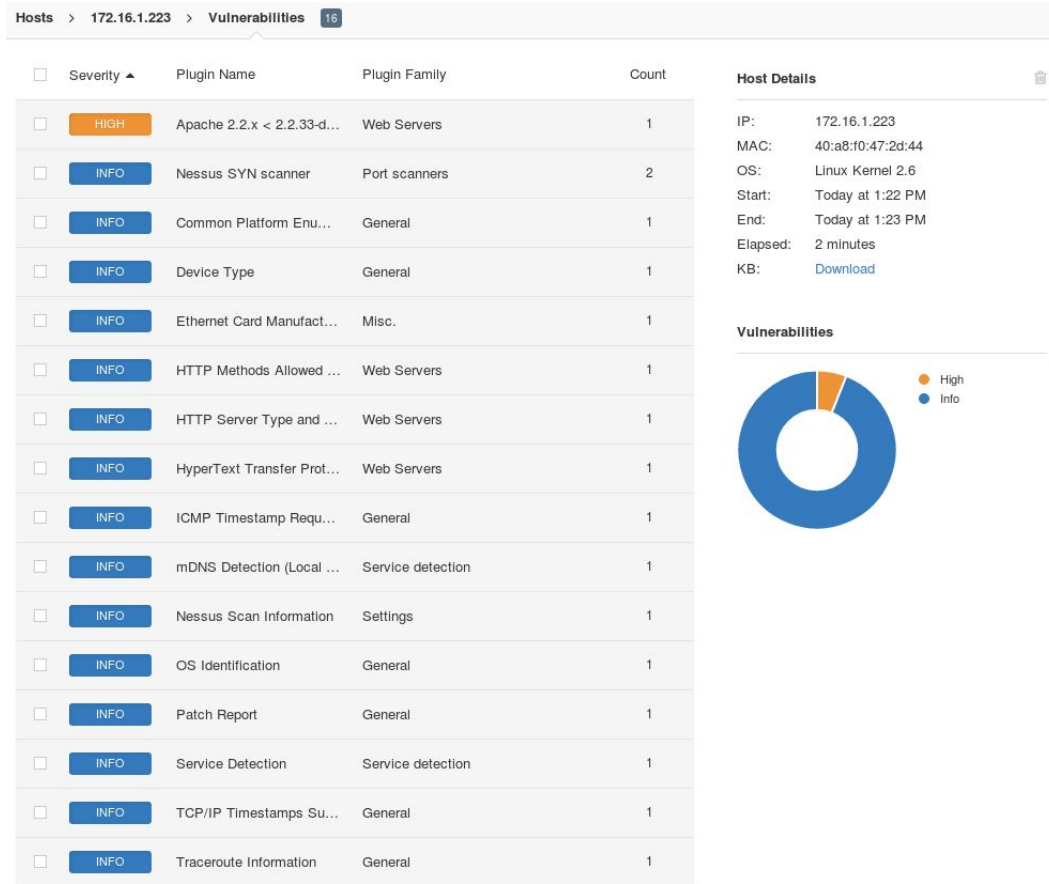 Hosts > 172.16.1.223 > Vulnerabilities 16
Severity ▲ Plugin Name Plugin Family Count
HIGH Apache 2.2.x < 2.2.33-d... Web Servers 1
INFO Nessus SYN scanner Port scanners 2
INFO Common Platform Enu... General 1
INFO Device Type General 1
INFO Ethernet Card Manufact... Misc. 1
INFO HTTP Methods Allowed ... Web Servers 1
INFO HTTP Server Type and ... Web Servers 1
INFO HyperText Transfer Prot... Web Servers 1
INFO ICMP Timestamp Requ... General 1
INFO mDNS Detection (Local ... Service detection 1
INFO Nessus Scan Information Settings 1
INFO OS Identification General 1
INFO Patch Report General 1
INFO Service Detection Service detection 1
INFO TCP/IP Timestamps Su... General 1
INFO Traceroute Information General 1
Host Details
IP: 172.16.1.223
MAC: 40:a8:f0:47:2d:44
OS: Linux Kernel 2.6
Start: Today at 1:22 PM
End: Today at 1:23 PM
Elapsed: 2 minutes
KB: Download
Vulnerabilities
High
Info